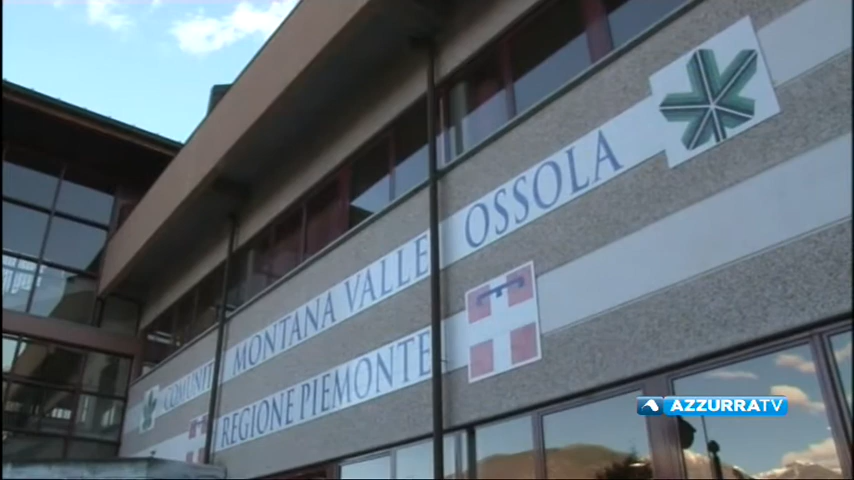 COMUNITÀ MONTANA VALLE OSSOLA
REGIONE PIEMONTE
AZZURRATV